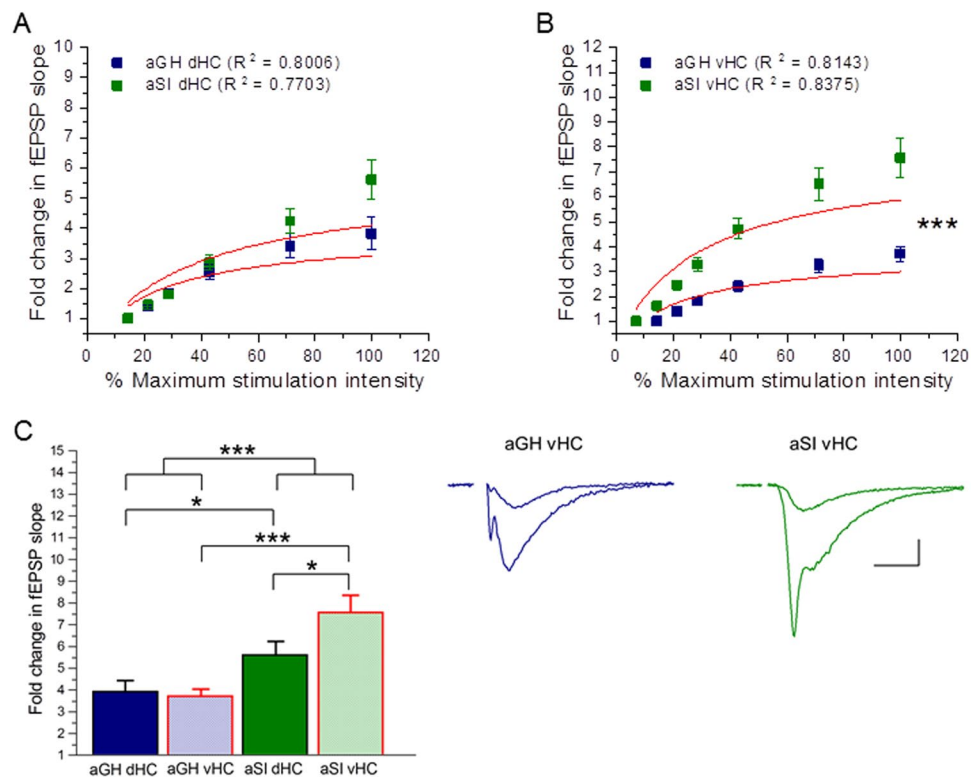 A
Fold change in fEPSP slope
10
9
8
7
6
5
4
3
2
1
aGH dHC (R² = 0.8006)
aSI dHC (R² = 0.7703)
0 20 40 60 80 100 120
% Maximum stimulation intensity
B
Fold change in fEPSP slope
12
11
10
9
8
7
6
5
4
3
2
1
aGH vHC (R² = 0.8143)
aSI vHC (R² = 0.8375)
***
0 20 40 60 80 100 120
% Maximum stimulation intensity
C
Fold change in fEPSP slope
15
14
13
12
11
10
9
8
7
6
5
4
3
2
1
***
*
***
*
aGH dHC aGH vHC aSI dHC aSI vHC
aGH vHC
aSI vHC